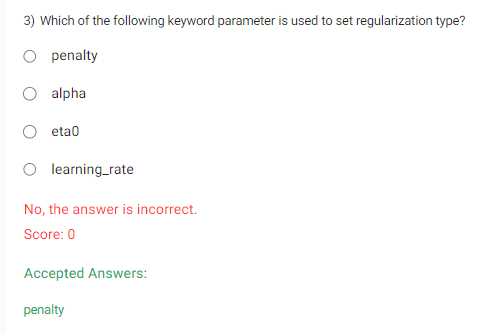 3) Which of the following keyword parameter is used to set regularization type?
penalty
alpha
eta0
learning_rate
No, the answer is incorrect.
Score: 0
Accepted Answers:
penalty